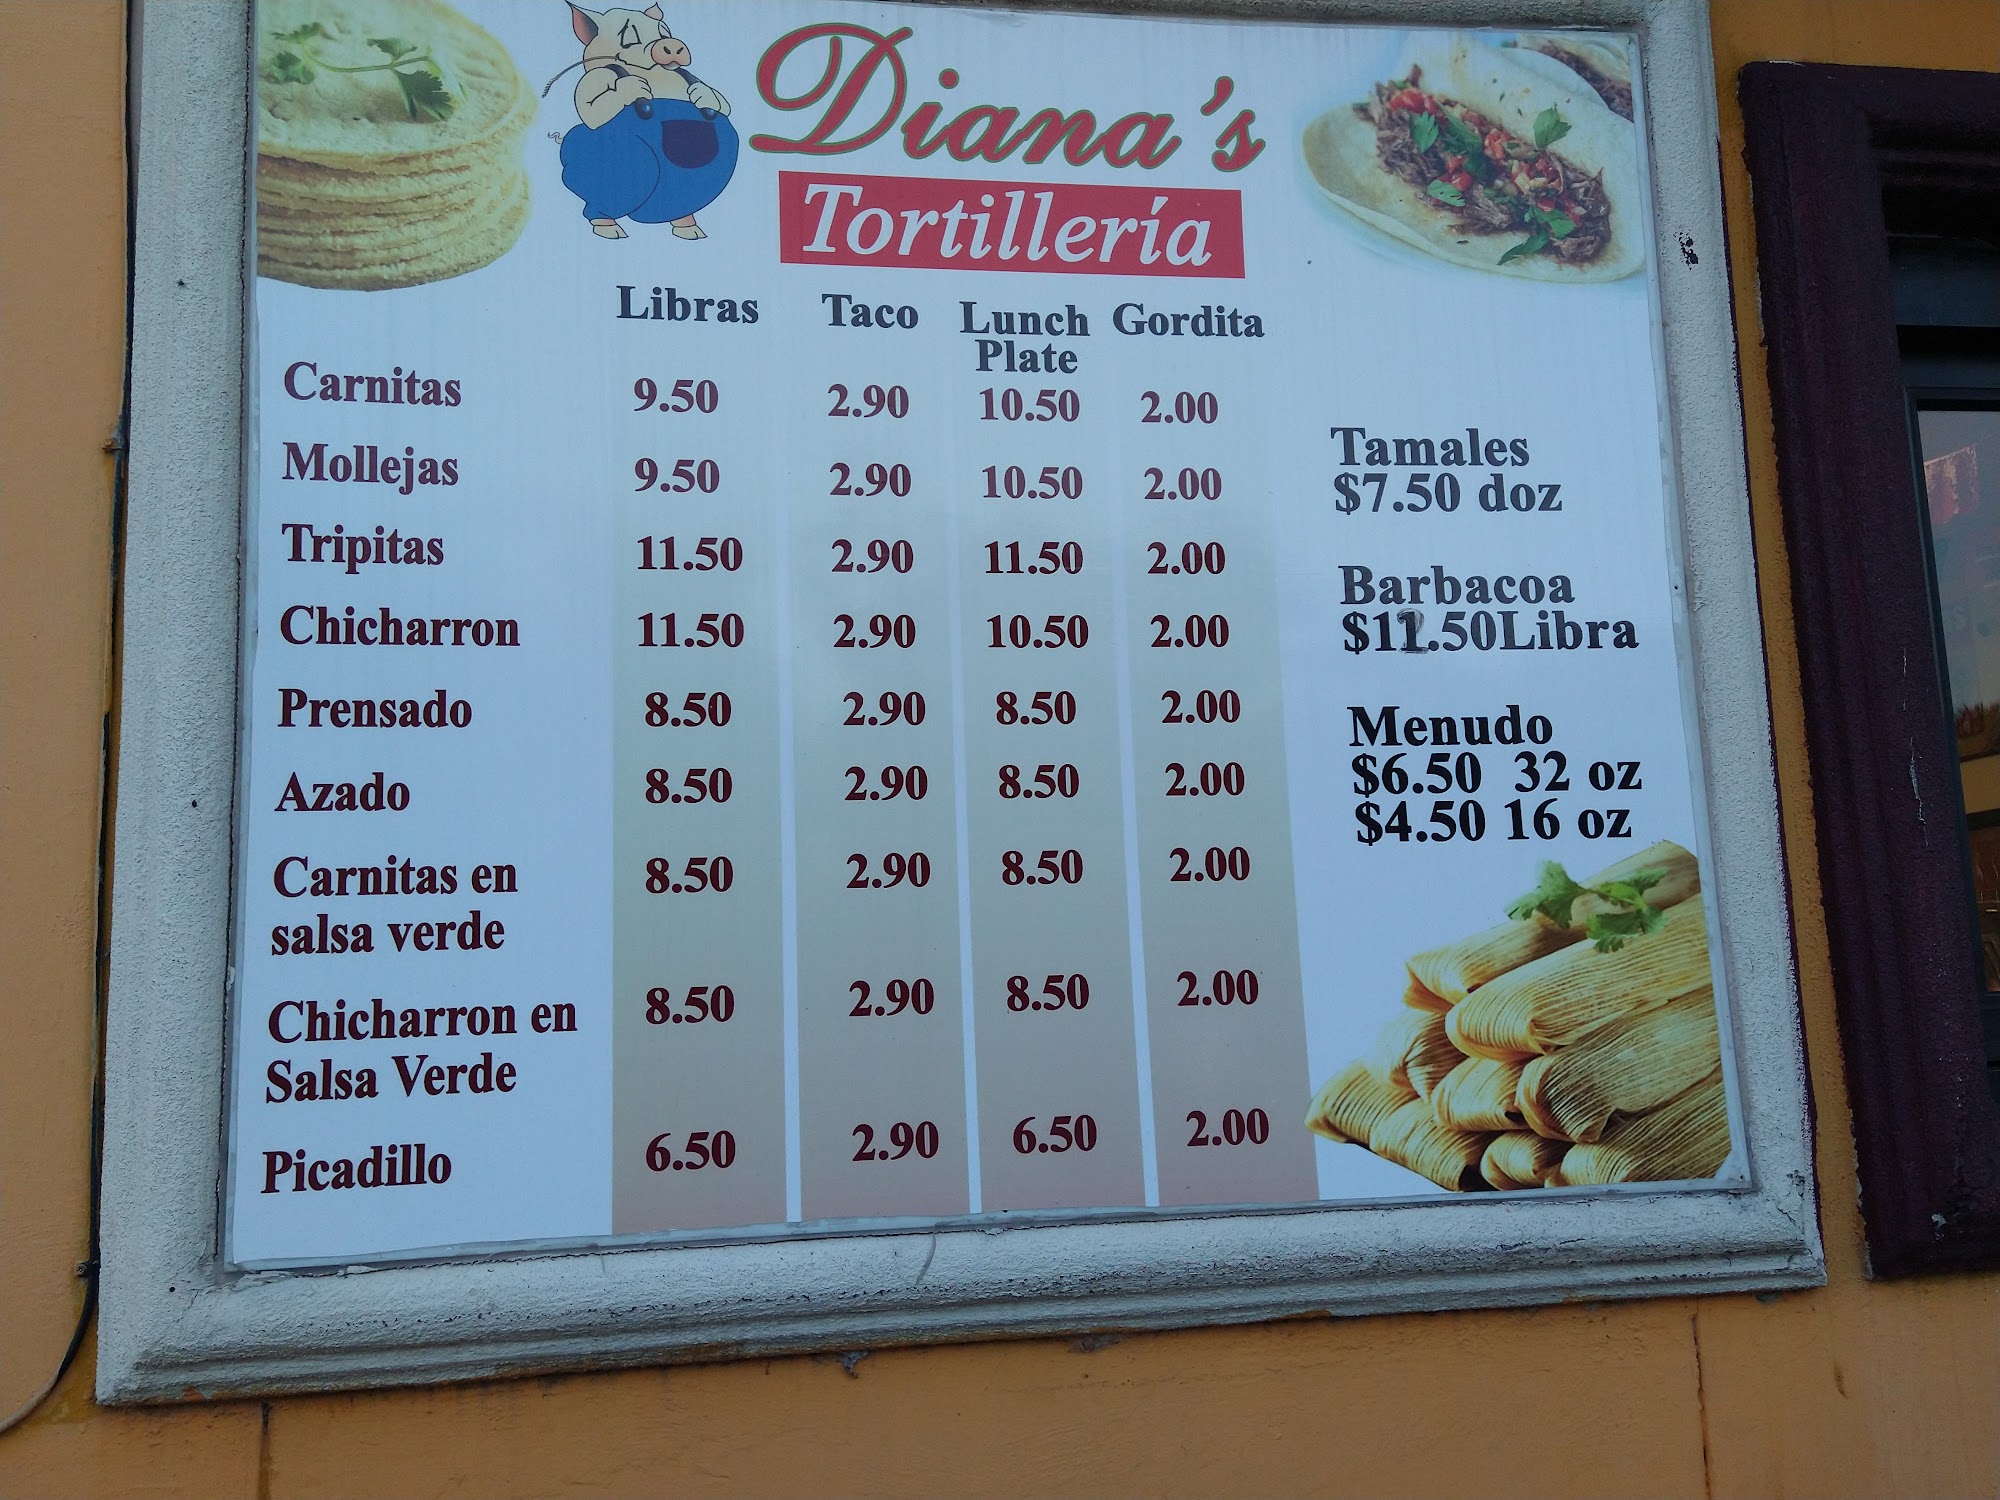 Diana's
Tortillería
Libras Taco Lunch Plate Gordita
Carnitas 9.50 2.90 10.50 2.00
Mollejas 9.50 2.90 10.50 2.00
Tripitas 11.50 2.90 11.50 2.00
Chicharron 11.50 2.90 10.50 2.00
Prensado 8.50 2.90 8.50 2.00
Azado 8.50 2.90 8.50 2.00
Carnitas en 8.50 2.90 8.50 2.00
salsa verde
Chicharron en 8.50 2.90 8.50 2.00
Salsa Verde
Picadillo 6.50 2.90 6.50 2.00
Tamales
$7.50 doz
Barbacoa
Libra
Menudo
$6.50 32 oz
$4.50 16 oz